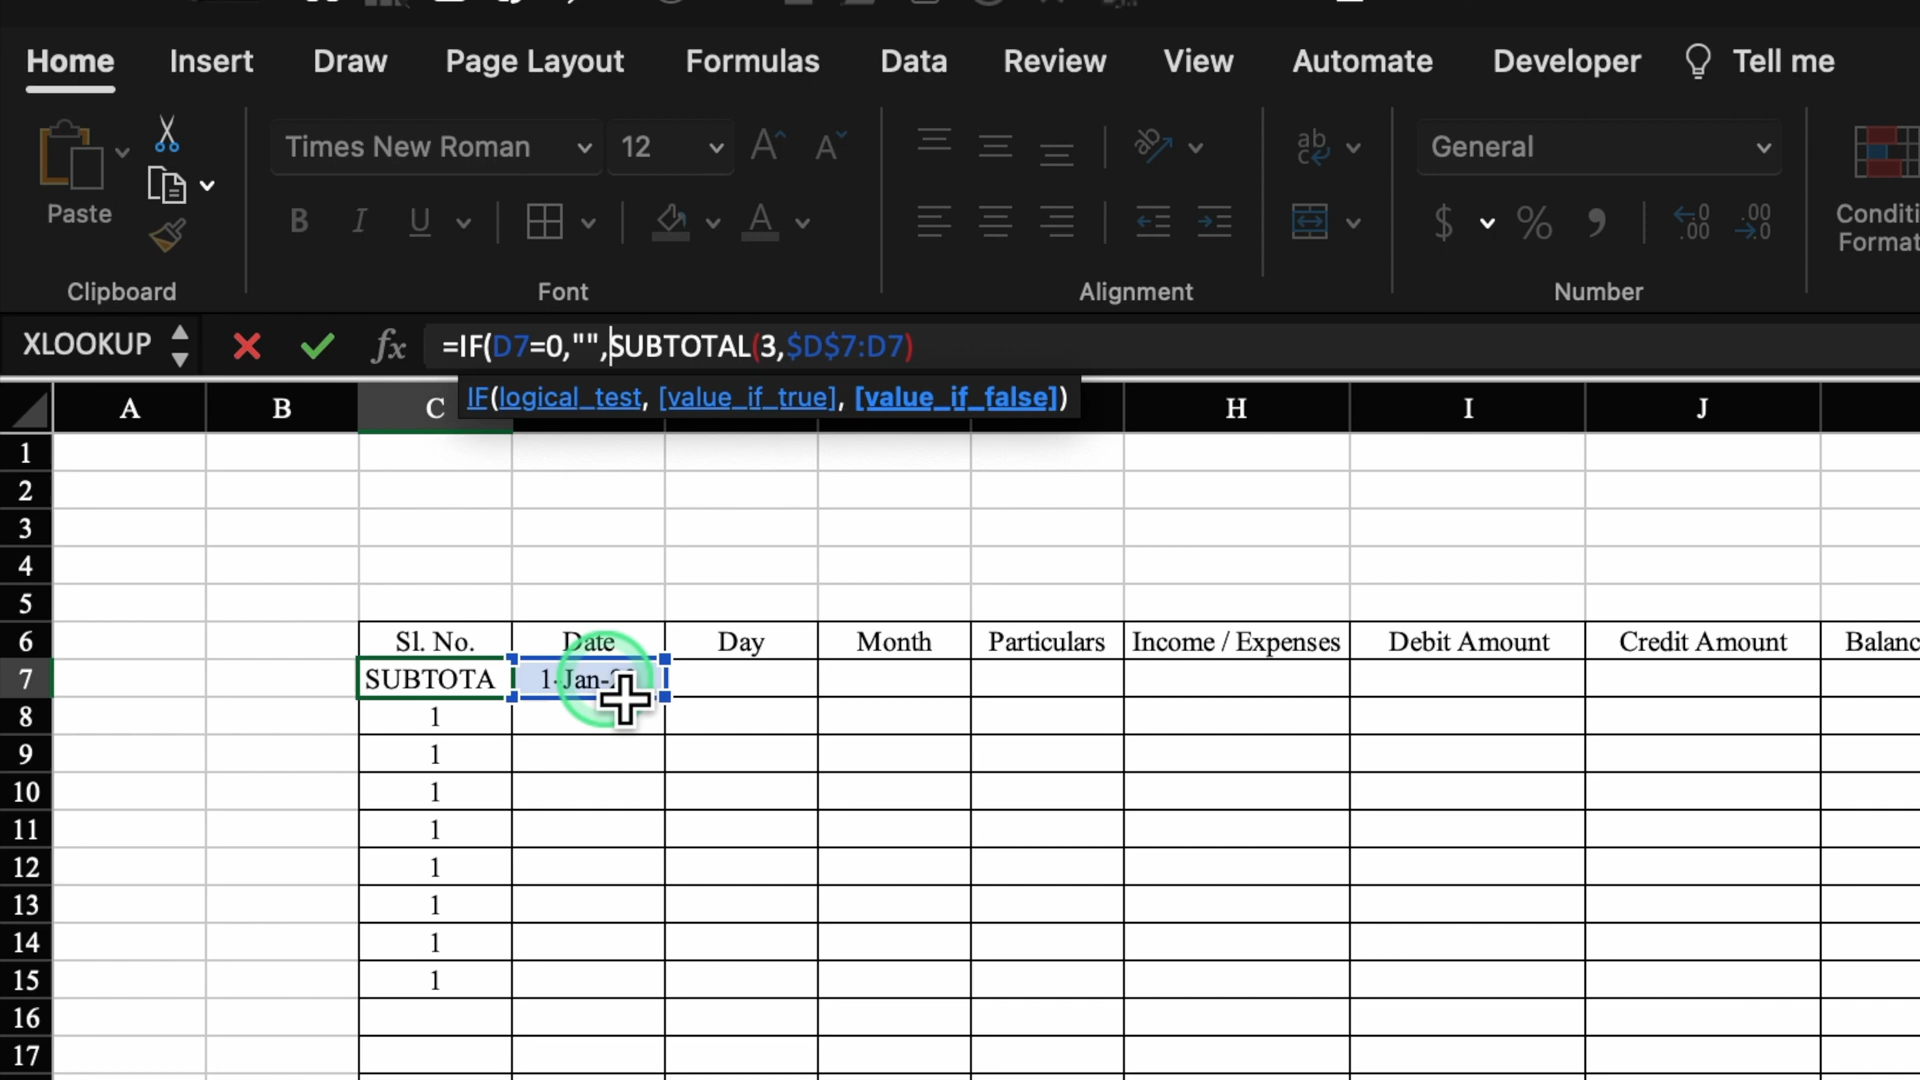 Home Insert Draw Page Layout Formulas Data Review View Automate Developer Tell me
Paste
Times New Roman 12
General
B I U
Clipboard Font Alignment Number
XLOOKUP =IF(D7=0,"",SUBTOTAL(3,$D$7:D7)
IF(logical_test, [value_if_true], [value_if_false])
A B C H I J
1
2
3
4
5
6 Sl. No. Date Day Month Particulars Income / Expenses Debit Amount Credit Amount
7 SUBTOTA 1-Jan-
8 1
9 1
10 1
11 1
12 1
13 1
14 1
15 1
16
17